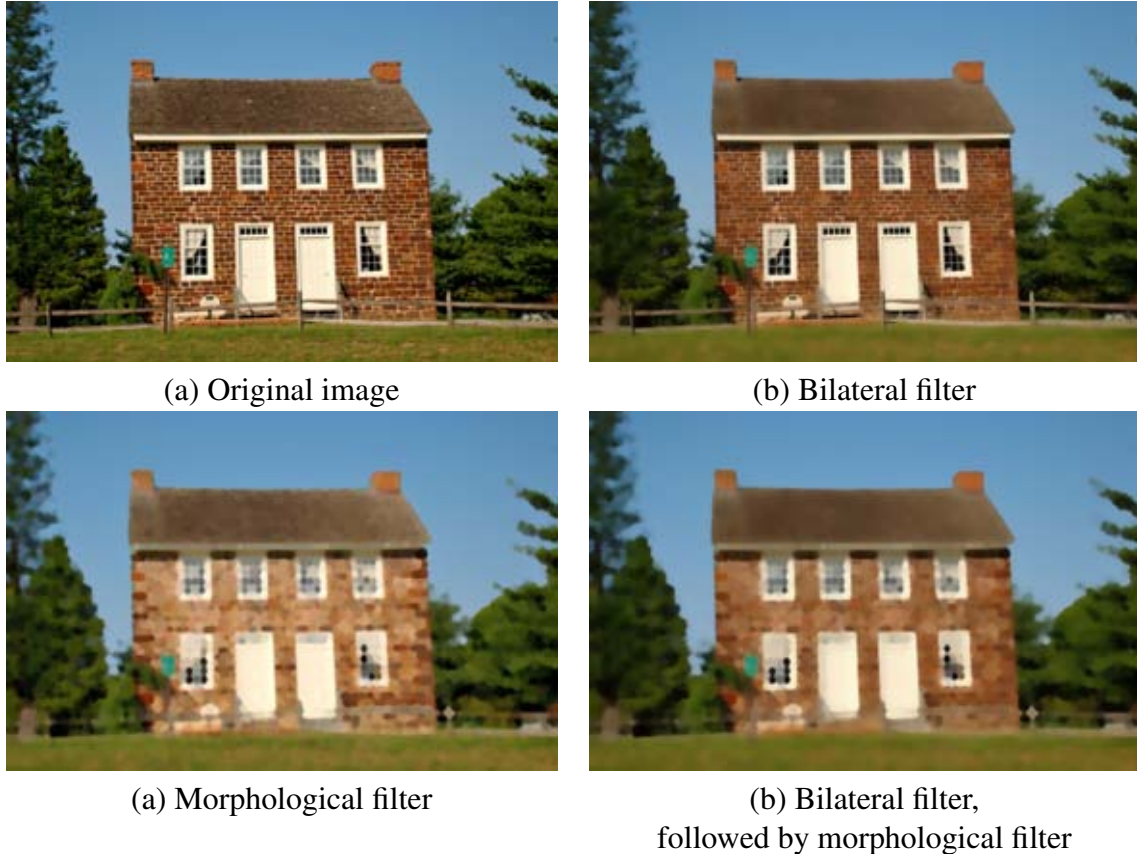 (a) Original image
(b) Bilateral filter
(a) Morphological filter
(b) Bilateral filter,
followed by morphological filter